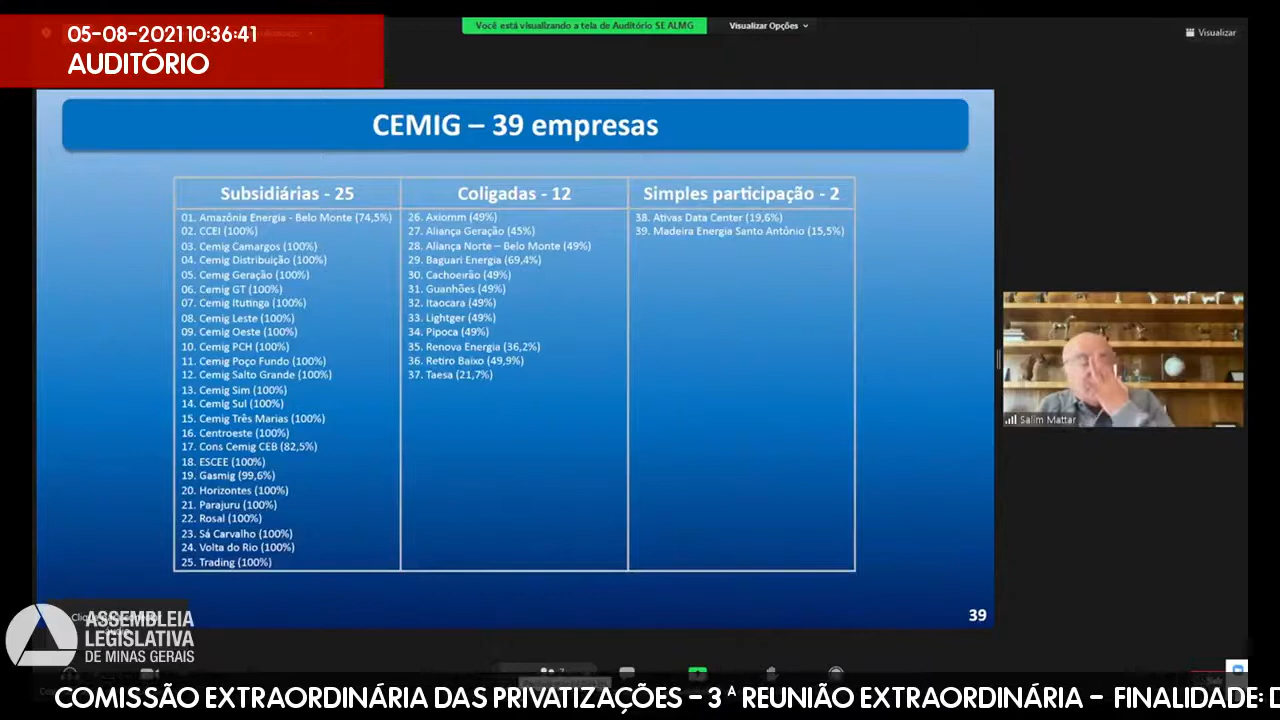 05-08-2021 10:36:41
AUDITÓRIO
Você está visualizando a tela de Auditório SE ALMG
Visualizar Opções
Visualizar
CEMIG – 39 empresas
Subsidiárias - 25
01. Amazônia Energia - Belo Monte (74,5%)
02. CCEI (100%)
03. Cemig Camargos (100%)
04. Cemig Distribuição (100%)
05. Cemig Geração (100%)
06. Cemig GT (100%)
07. Cemig Itutinga (100%)
08. Cemig Leste (100%)
09. Cemig Oeste (100%)
10. Cemig PCH (100%)
11. Cemig Poço Fundo (100%)
12. Cemig Salto Grande (100%)
13. Cemig Sim (100%)
14. Cemig Sul (100%)
15. Cemig Três Marias (100%)
16. Centroeste (100%)
17. Cons Cemig CEB (82,5%)
18. ESCEE (100%)
19. Gasmig (99,6%)
20. Horizontes (100%)
21. Parajuru (100%)
22. Rosal (100%)
23. Sá Carvalho (100%)
24. Volta do Rio (100%)
25. Trading (100%)
Coligadas - 12
26. Axiomm (49%)
27. Aliança Geração (45%)
28. Aliança Norte – Belo Monte (49%)
29. Baguari Energia (69,4%)
30. Cachoeirão (49%)
31. Guanhões (49%)
32. Itaocara (49%)
33. Lightger (49%)
34. Pipoca (49%)
35. Renova Energia (36,2%)
36. Retiro Baixo (49,9%)
37. Taesa (21,7%)
Simples participação - 2
38. Ativas Data Center (19,6%)
39. Madeira Energia Santo Antônio (15,5%)
Salim Mattar
39
ASSEMBLEIA
LEGISLATIVA
DE MINAS GERAIS
COMISSÃO EXTRAORDINÁRIA DAS PRIVATIZAÇÕES – 3ª REUNIÃO EXTRAORDINÁRIA – FINALIDADE: D